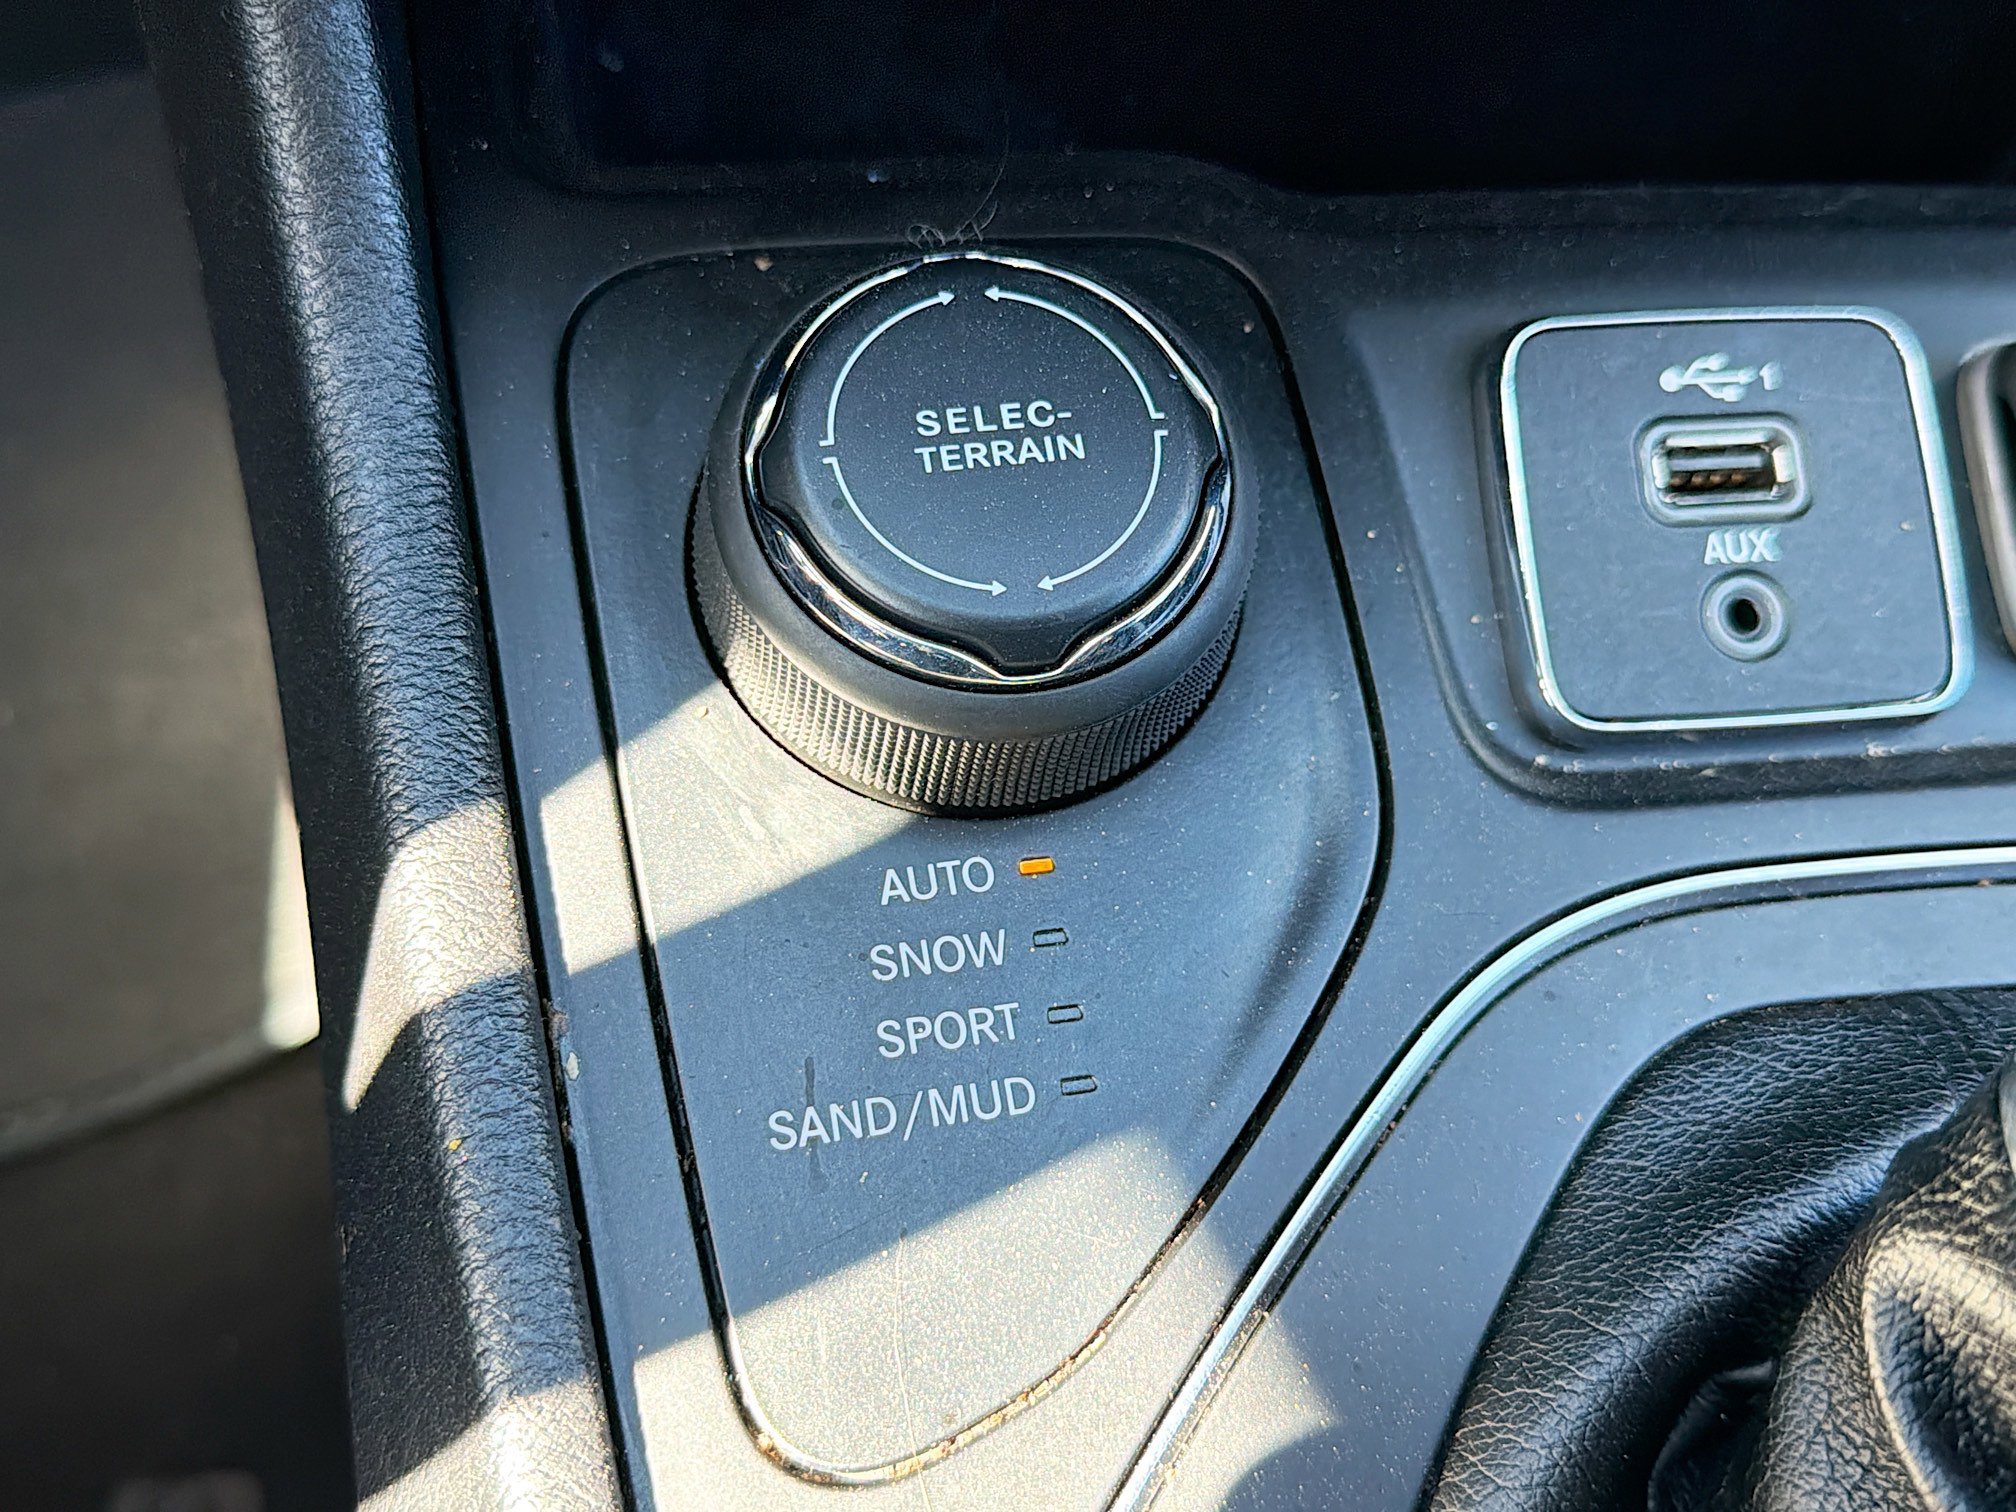 SELEC-
TERRAIN
1
AUX
AUTO
SNOW
SPORT
SAND/MUD